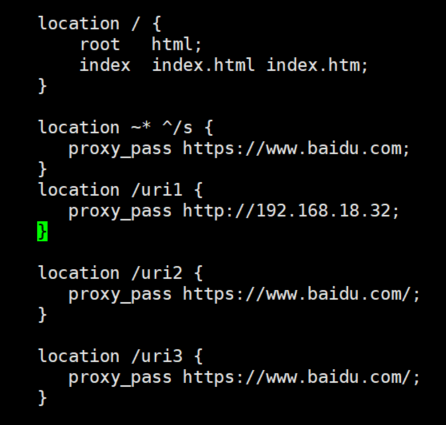 location / {
root html;
index index.html index.htm;
}
location ~* ^/s {
proxy_pass https://www.baidu.com;
}
location /uri1 {
proxy_pass http://192.168.18.32;
}
location /uri2 {
proxy_pass https://www.baidu.com/;
}
location /uri3 {
proxy_pass https://www.baidu.com/;
}